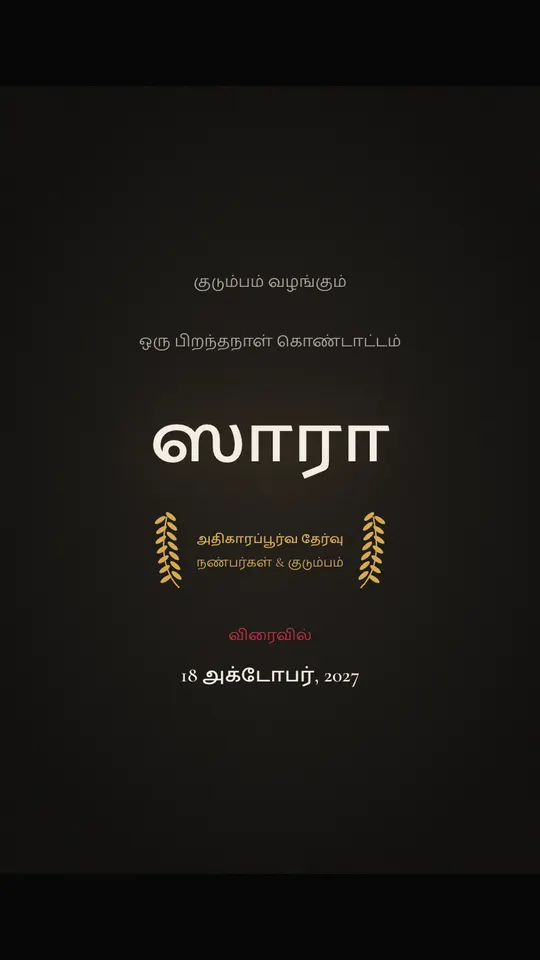 குடும்பம் வழங்கும்
ஒரு பிறந்தநாள் கொண்டாட்டம்
ஸாரா
அதிகாரப்பூர்வ தேர்வு
நண்பர்கள் & குடும்பம்
விரைவில்
18 அக்டோபர், 2027